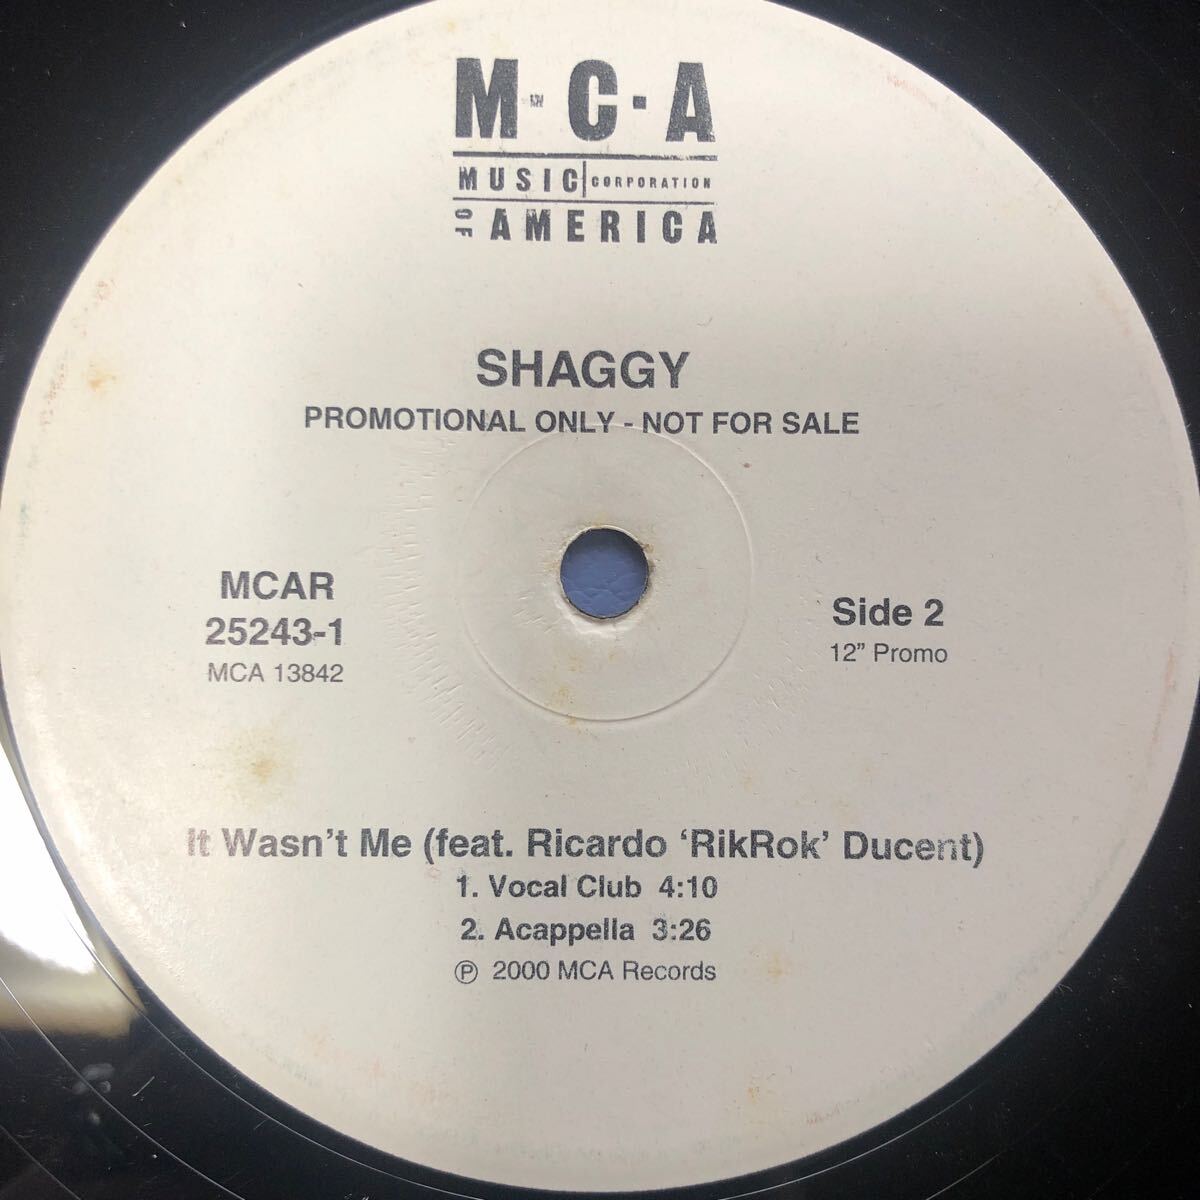 M·C·A
MUSIC CORPORATION
OF AMERICA
SHAGGY
PROMOTIONAL ONLY - NOT FOR SALE
MCAR
25243-1
MCA 13842
Side 2
12” Promo
It Wasn’t Me (feat. Ricardo ‘RikRok’ Ducent)
1. Vocal Club 4:10
2. Acappella 3:26
℗ 2000 MCA Records